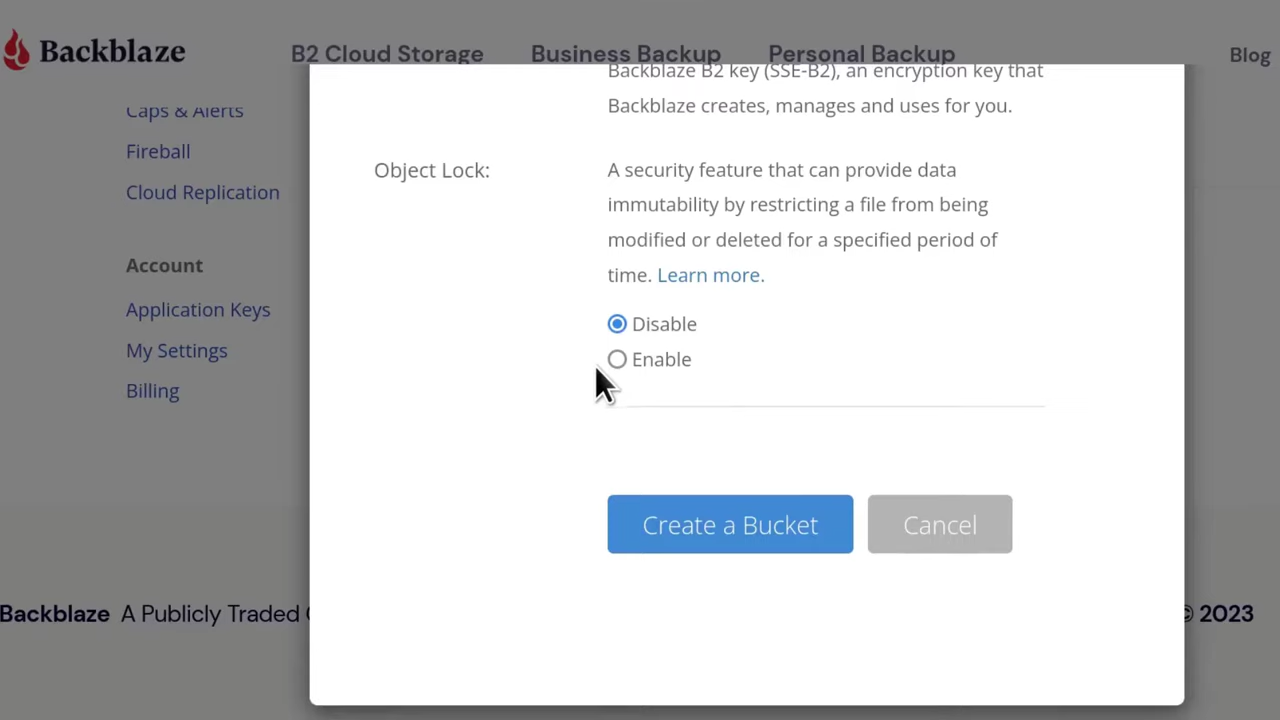 Backblaze
B2 Cloud Storage
Business Backup
Personal Backup
Blog
Caps & Alerts
Fireball
Cloud Replication
Account
Application Keys
My Settings
Billing
Backblaze B2 key (SSE-B2), an encryption key that
Backblaze creates, manages and uses for you.
Object Lock:
A security feature that can provide data
immutability by restricting a file from being
modified or deleted for a specified period of
time. Learn more.
Disable
Enable
Create a Bucket
Cancel
Backblaze A Publicly Traded
© 2023